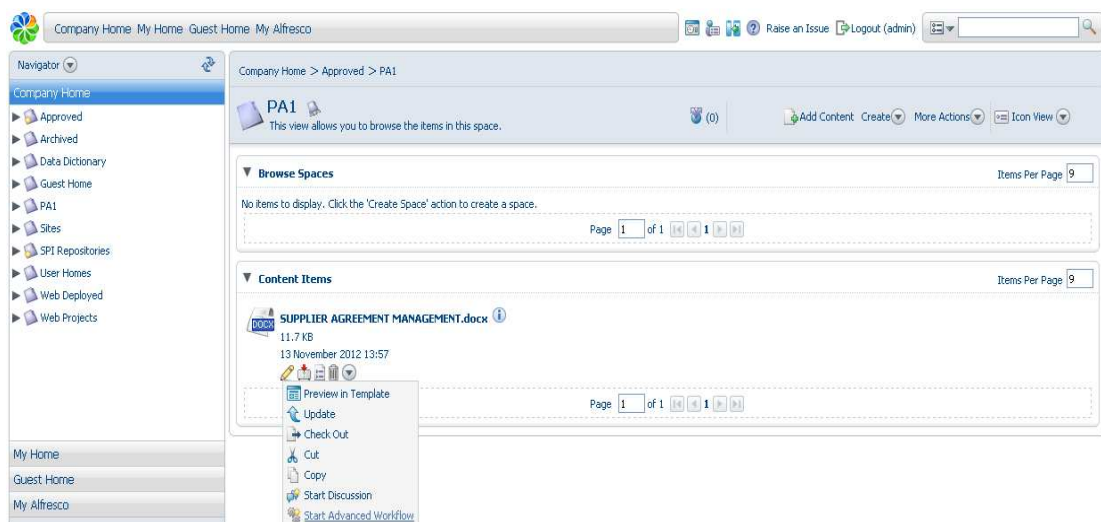 Company Home My Home Guest Home My Alfresco
Raise an Issue Logout (admin)
Navigator
Company Home
Approved
Archived
Data Dictionary
Guest Home
PA1
Sites
SPI Repositories
User Homes
Web Deployed
Web Projects
My Home
Guest Home
My Alfresco
Company Home > Approved > PA1
PA1
This view allows you to browse the items in this space.
(0)
Add Content Create More Actions Icon View
Browse Spaces
Items Per Page 9
No items to display. Click the 'Create Space' action to create a space.
Page 1 of 1 1
Content Items
Items Per Page 9
DOCX
SUPPLIER AGREEMENT MANAGEMENT.docx
11.7 KB
13 November 2012 13:57
Preview in Template
Update
Check Out
Cut
Copy
Start Discussion
Start Advanced Workflow
Page 1 of 1 1